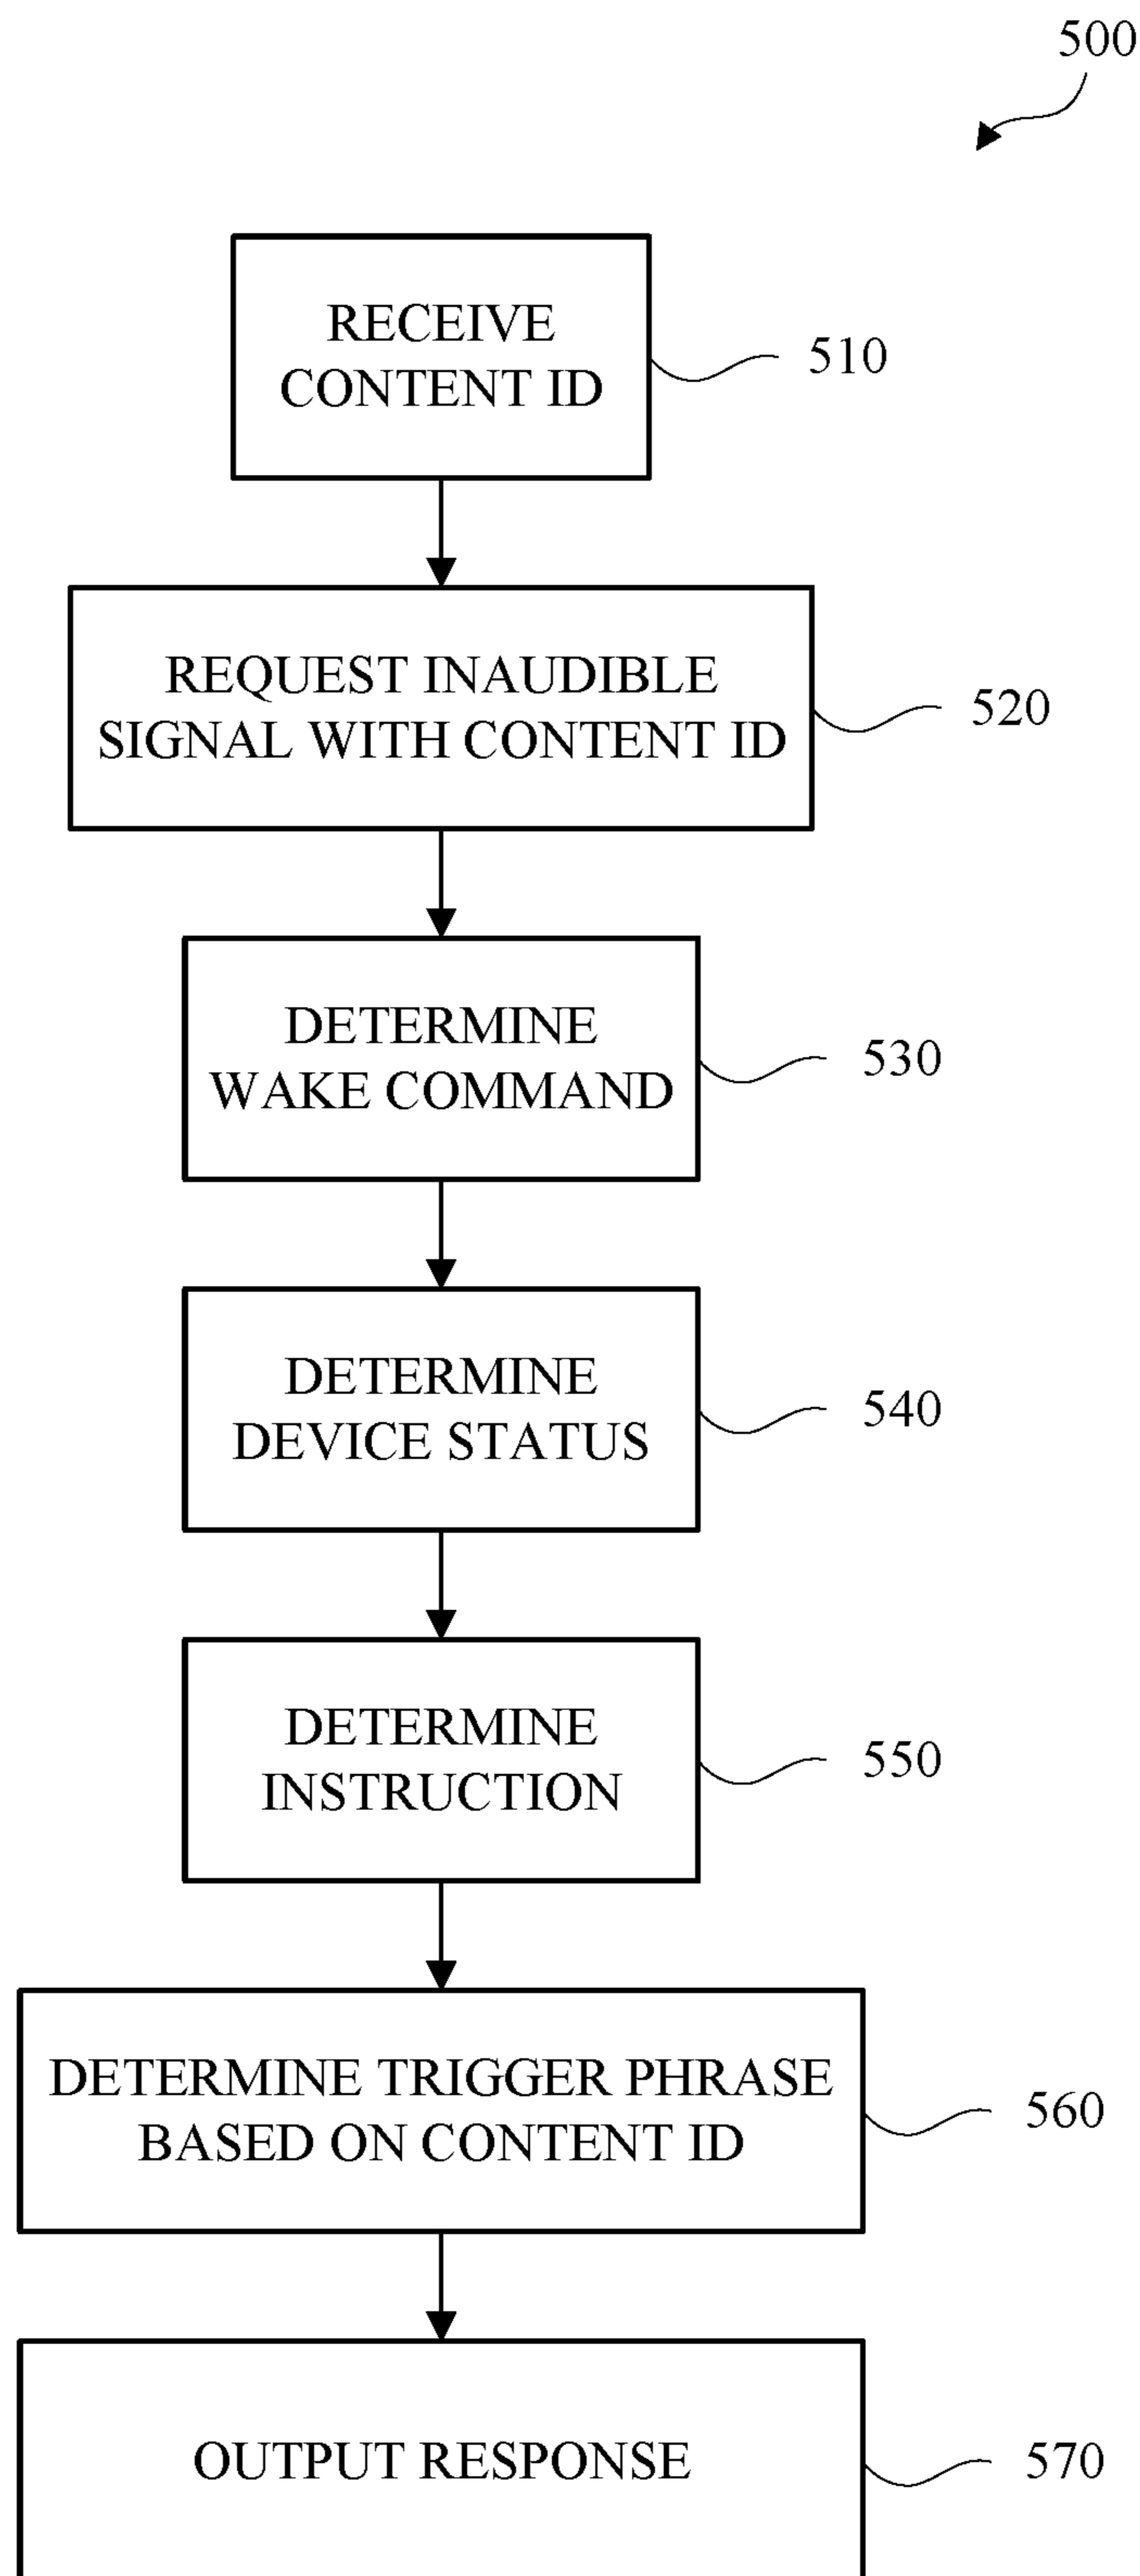 500
RECEIVE
CONTENT ID
510
REQUEST INAUDIBLE
SIGNAL WITH CONTENT ID
520
DETERMINE
WAKE COMMAND
530
DETERMINE
DEVICE STATUS
540
DETERMINE
INSTRUCTION
550
DETERMINE TRIGGER PHRASE
BASED ON CONTENT ID
560
OUTPUT RESPONSE
570